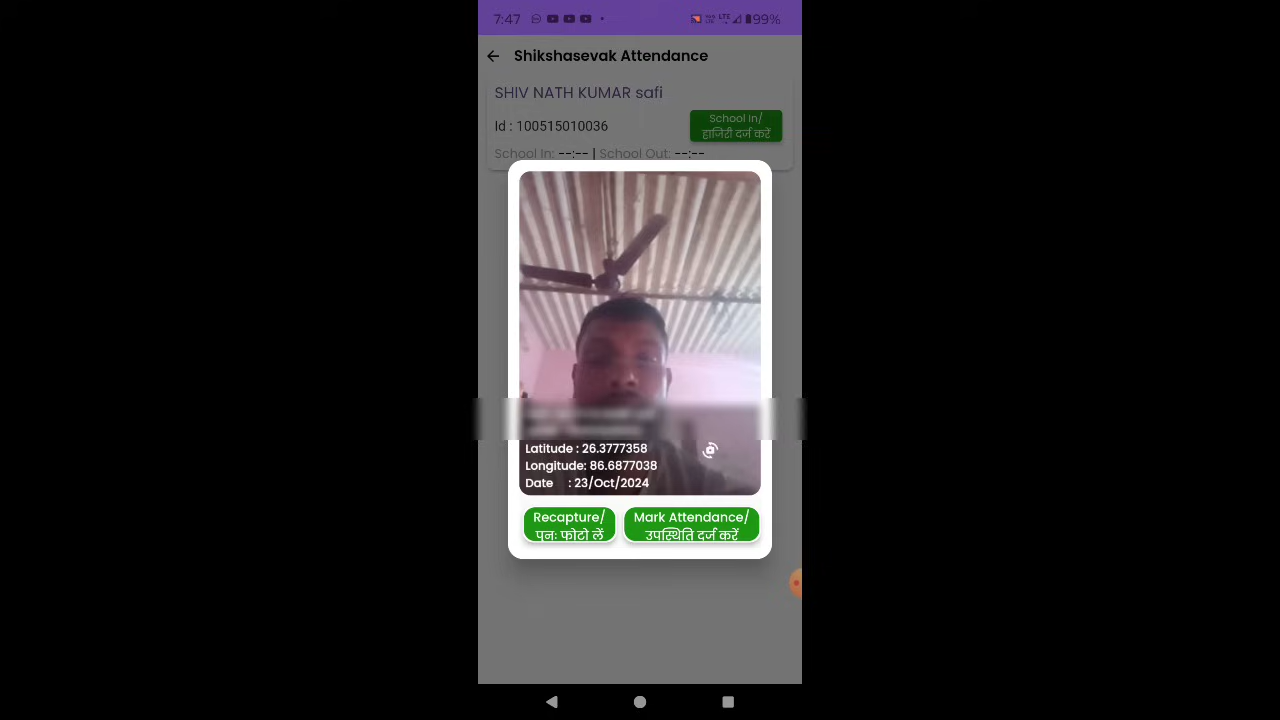 7:47
99%
Shikshasevak Attendance
SHIV NATH KUMAR safi
Id : 100515010036
School In/
हाजिरी दर्ज करें
School In: --:-- | School Out: --:--
Latitude : 26.3777358
Longitude: 86.6877038
Date : 23/Oct/2024
Recapture/
पुनः फोटो लें
Mark Attendance/
उपस्थिति दर्ज करें